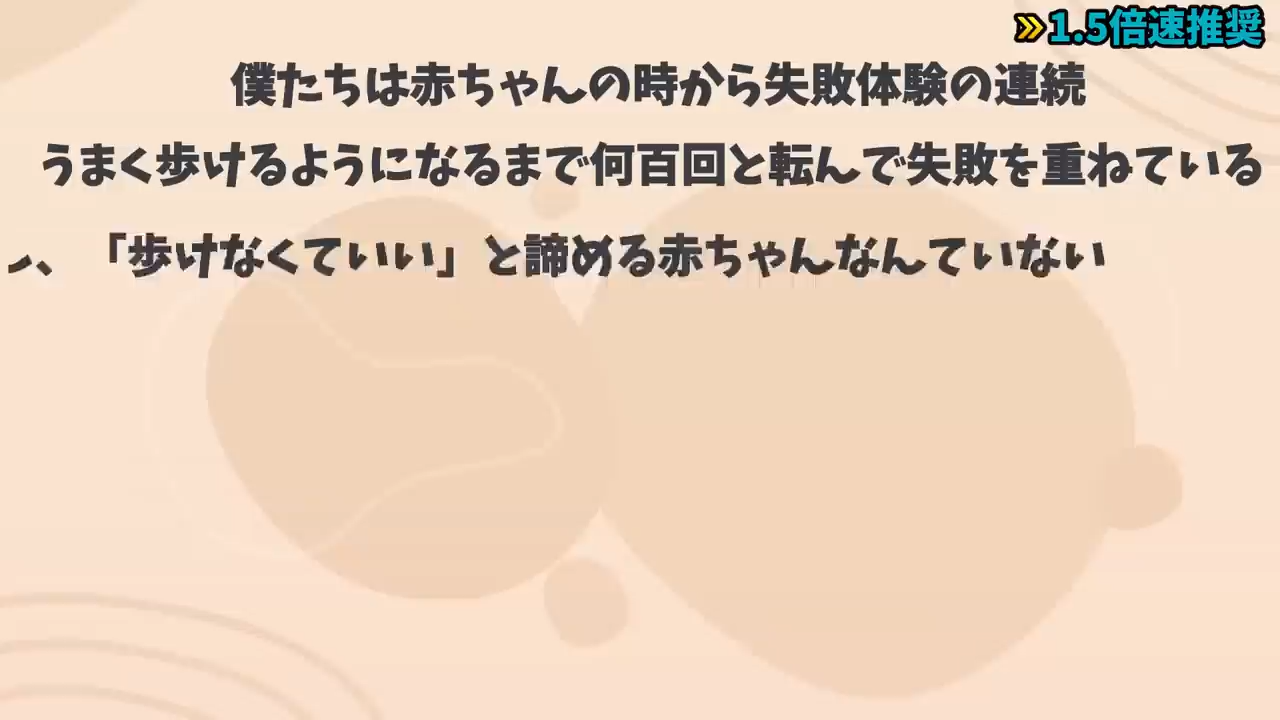 1.5倍速推奨
僕たちは赤ちゃんの時から失敗体験の連続
うまく歩けるようになるまで何百回と転んで失敗を重ねている
、「歩けなくていい」と諦める赤ちゃんなんていない